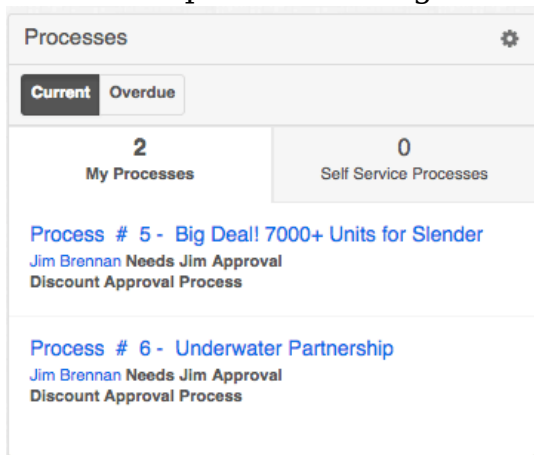 Processes
Current Overdue
2
My Processes
0
Self Service Processes
Process # 5 - Big Deal! 7000+ Units for Slender
Jim Brennan Needs Jim Approval
Discount Approval Process
Process # 6 - Underwater Partnership
Jim Brennan Needs Jim Approval
Discount Approval Process